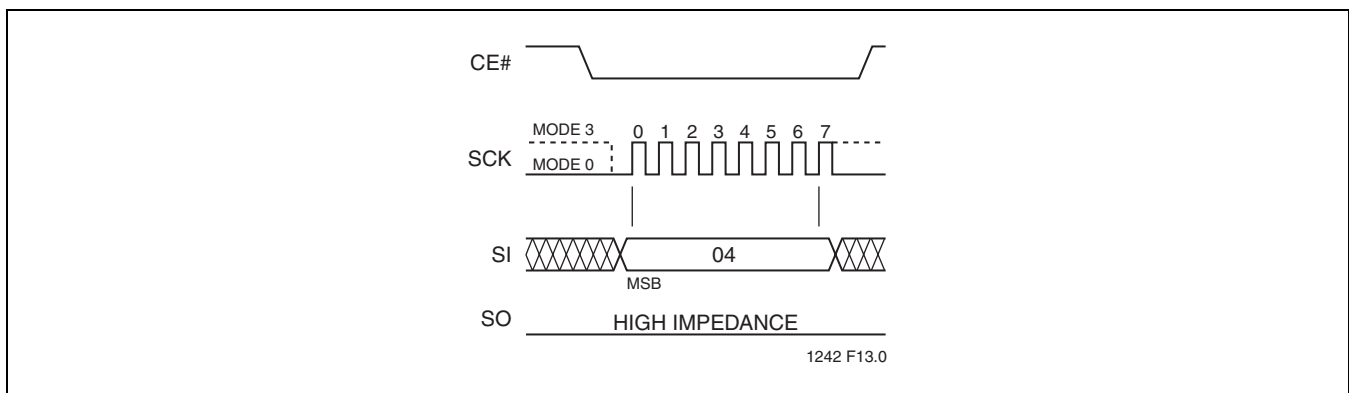 CE#
MODE 3 0 1 2 3 4 5 6 7
SCK
MODE 0
SI 04
MSB
SO HIGH IMPEDANCE
1242 F13.0